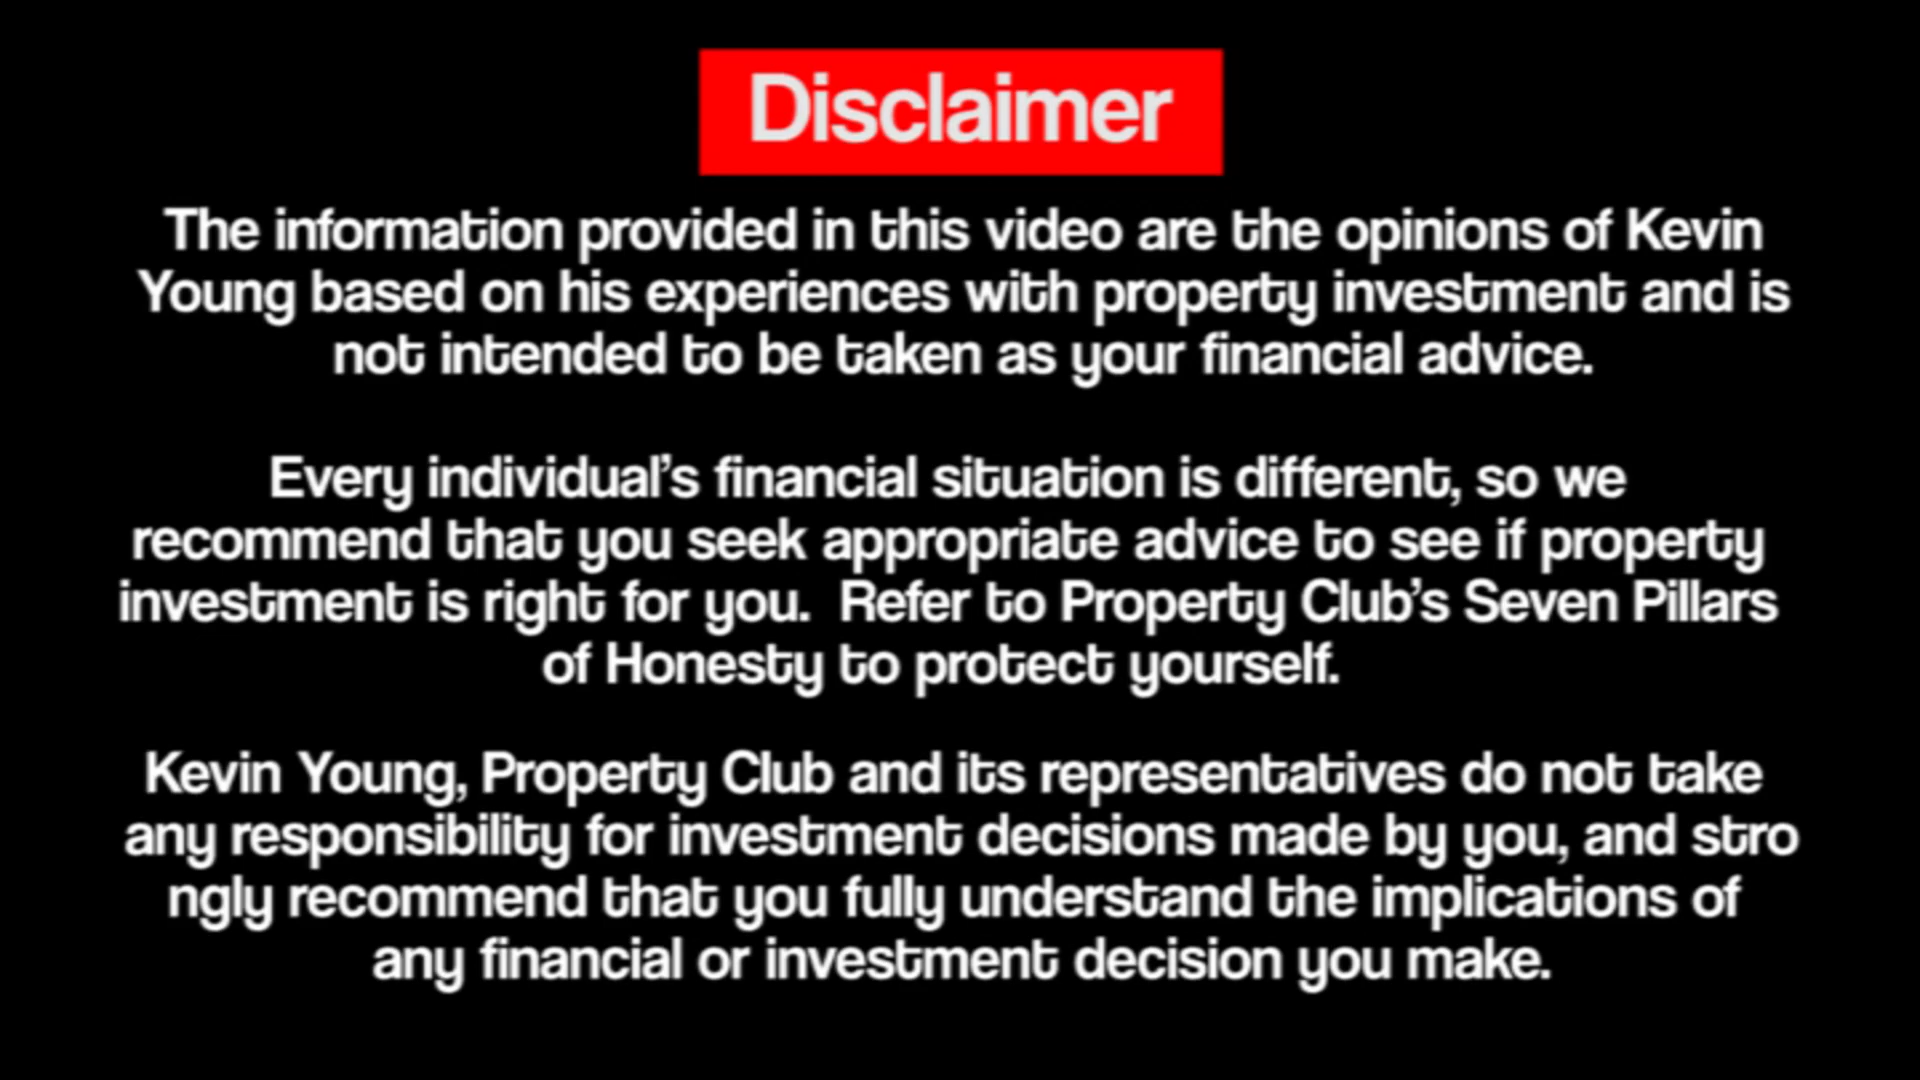 Disclaimer
The information provided in this video are the opinions of Kevin
Young based on his experiences with property investment and is
not intended to be taken as your financial advice.
Every individual’s financial situation is different, so we
recommend that you seek appropriate advice to see if property
investment is right for you.  Refer to Property Club’s Seven Pillars
of Honesty to protect yourself.
Kevin Young, Property Club and its representatives do not take
any responsibility for investment decisions made by you, and stro
ngly recommend that you fully understand the implications of
any financial or investment decision you make.